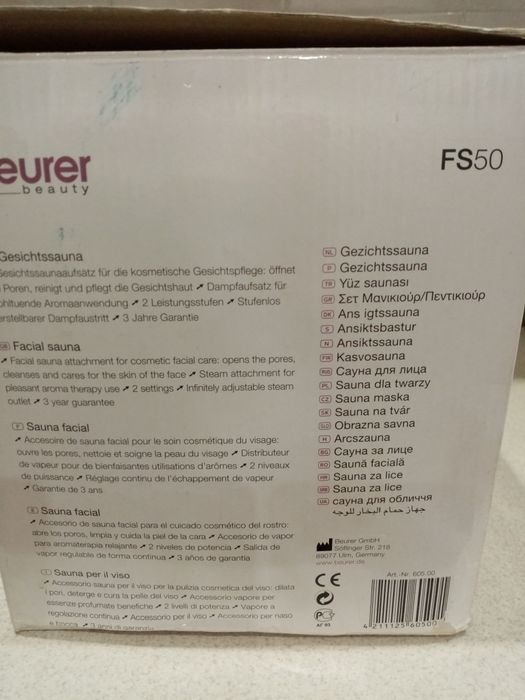 eurer
beauty
FS50
Gesichtssauna
Gesichtssaunaaufsatz für die kosmetische Gesichtspflege: öffnet
Poren, reinigt und pflegt die Gesichtshaut ↗ Dampfaufsatz für
ohltuende Aromaanwendung ↗ 2 Leistungsstufen ↗ Stufenlos
erstellbarer Dampfaustritt ↗ 3 Jahre Garantie
GB Facial sauna
↗ Facial sauna attachment for cosmetic facial care: opens the pores,
cleanses and cares for the skin of the face ↗ Steam attachment for
pleasant aroma therapy use ↗ 2 settings ↗ Infinitely adjustable steam
outlet ↗ 3 year guarantee
F Sauna facial
↗ Accesoire de sauna facial pour le soin cosmétique du visage:
ouvre les pores, nettoie et soigne la peau du visage ↗ Distributeur
de vapeur pour de bienfaisantes utilisations d'arômes ↗ 2 niveaux
de puissance ↗ Réglage continu de l'échappement de vapeur
↗ Garantie de 3 ans
E Sauna facial
↗ Accesorio de sauna facial para el cuidado cosmético del rostro:
abre los poros, limpia y cuida la piel de la cara ↗ Accesorio de vapor
para aromaterapia relajante ↗ 2 niveles de potencia ↗ Salida de
vapor regulable de forma continua ↗ 3 años de garantía
I Sauna per il viso
↗ Accessorio sauna per il viso per la pulizia cosmetica del viso: dilata
i pori, deterge e cura la pelle del viso ↗ Accessorio vapore per
essenze profumate benefiche ↗ 2 livelli di potenza ↗ Vapore a
regolazione continua ↗ Accessorio per il viso ↗ Accessorio per naso
e bocca ↗ 3 anni di garanzia
NL Gezichtssauna
P Gezichtssauna
TR Yüz saunası
GR Σετ Μανικιούρ/Πεντικιούρ
DK Ans igtssauna
S Ansiktsbastur
N Ansiktssauna
FIN Kasvosauna
RUS Сауна для лица
PL Sauna dla twarzy
CZ Sauna maska
SK Sauna na tvár
SLO Obrazna savna
H Arcszauna
BG Сауна за лице
RO Saună facială
HR Sauna za lice
SRB Sauna za lice
UA сауна для обличчя
جهاز حمام البخار للوجه
Beurer GmbH
Söflinger Str. 218
89077 Ulm, Germany
www.beurer.de
CE
Art.-Nr. 605.00
РС
АГ 93
4 211125 60500